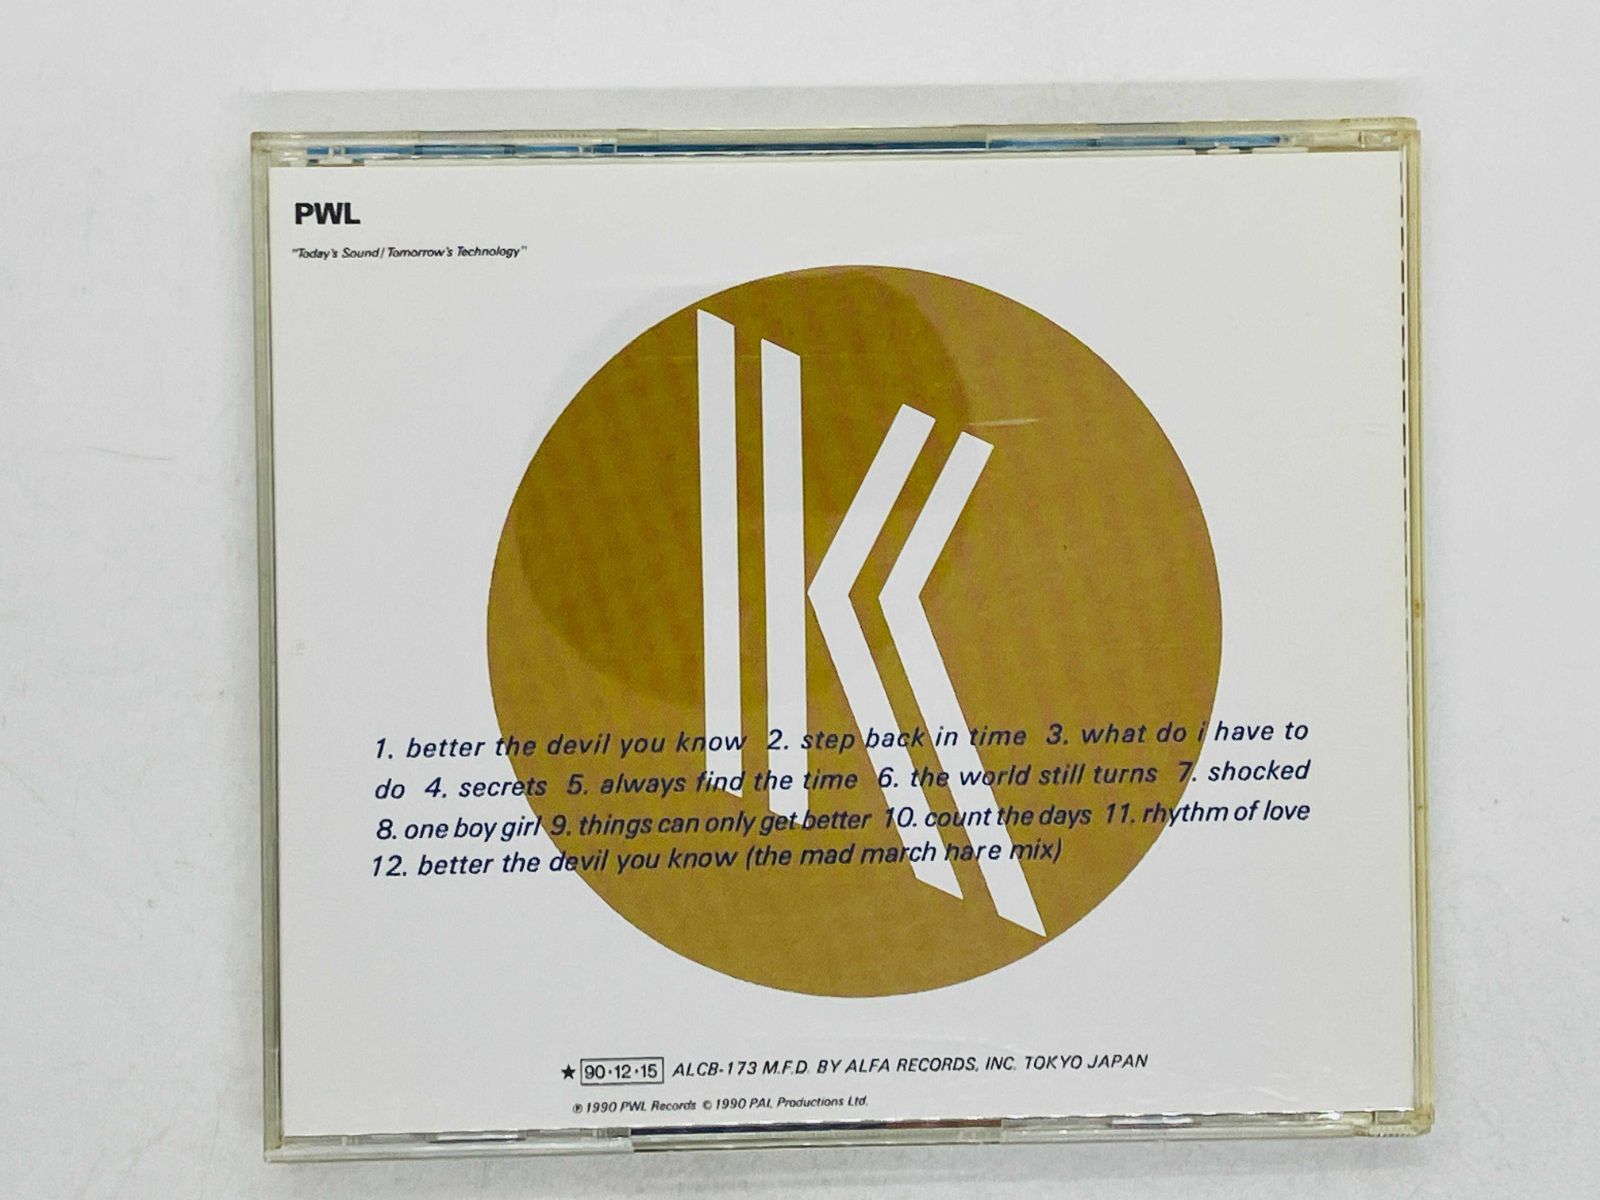 PWL
"Today's Sound/Tomorrow's Technology"
K
1. better the devil you know 2. step back in time 3. what do i have to
do 4. secrets 5. always find the time 6. the world still turns 7. shocked
8. one boy girl 9. things can only get better 10. count the days 11. rhythm of love
12. better the devil you know (the mad march hare mix)
★ 90・12・15 ALCB-173 M.F.D. BY ALFA RECORDS, INC. TOKYO JAPAN
℗ 1990 PWL Records © 1990 PAL Productions Ltd.